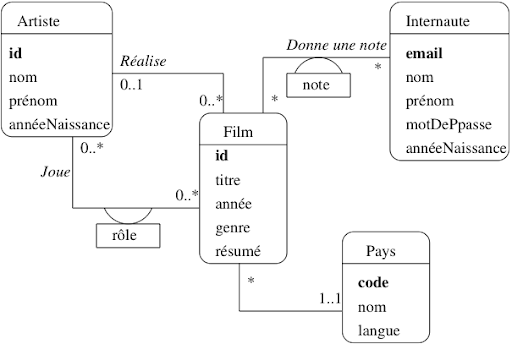 Artiste
id
nom
prénom
annéeNaissance
Réalise
0..1
0..*
Donne une note
*
*
note
Internaute
email
nom
prénom
motDePpasse
annéeNaissance
Joue
0..*
0..*
rôle
Film
id
titre
année
genre
résumé
*
1..1
Pays
code
nom
langue